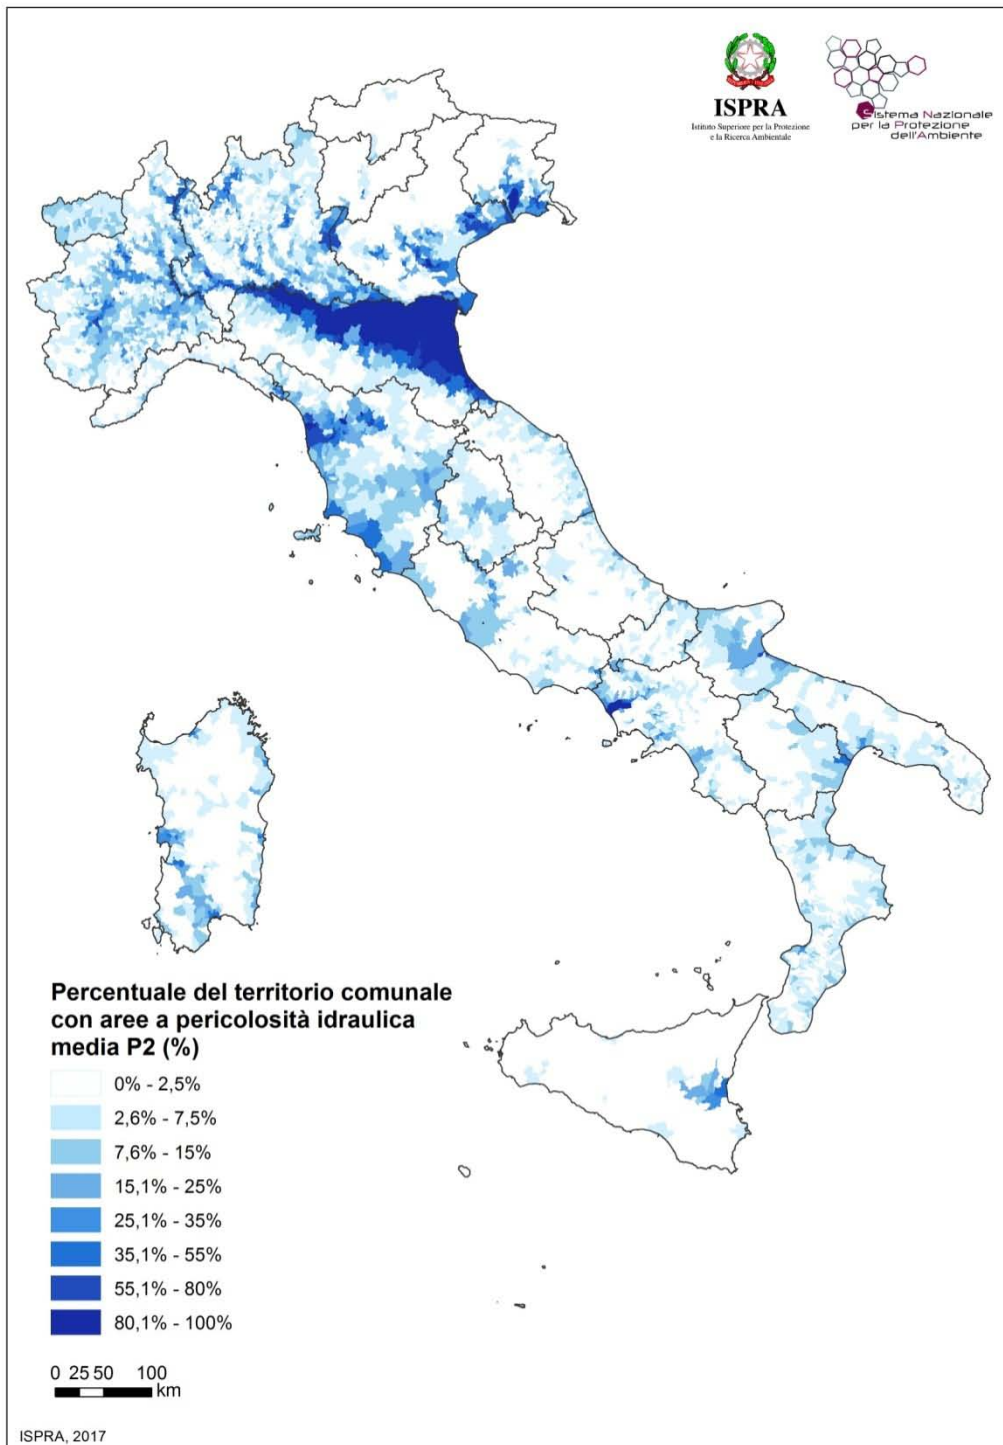 ISPRA
Istituto Superiore per la Protezione
e la Ricerca Ambientale
Sistema Nazionale
per la Protezione
dell'Ambiente
Percentuale del territorio comunale
con aree a pericolosità idraulica
media P2 (%)
0% - 2,5%
2,6% - 7,5%
7,6% - 15%
15,1% - 25%
25,1% - 35%
35,1% - 55%
55,1% - 80%
80,1% - 100%
0 25 50 100
km
ISPRA, 2017